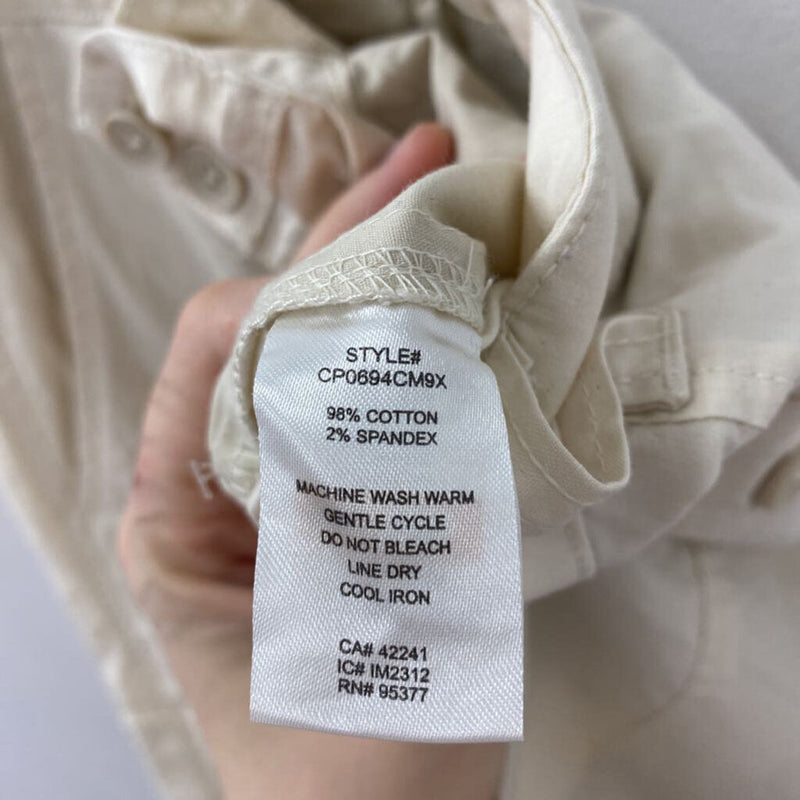 STYLE#
CP0694CM9X
98% COTTON
2% SPANDEX
MACHINE WASH WARM
GENTLE CYCLE
DO NOT BLEACH
LINE DRY
COOL IRON
CA# 42241
IC# IM2312
RN# 95377